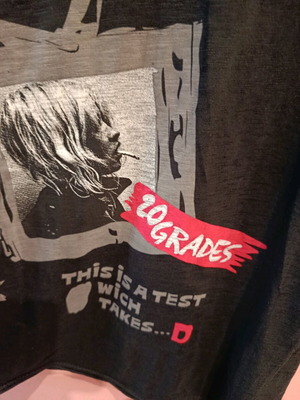 20
GRADES
THIS IS A TEST
WICH
TAKES...D